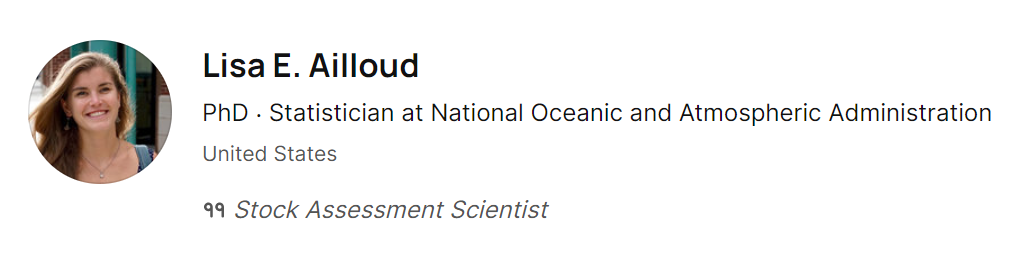 Lisa E. Ailloud
PhD · Statistician at National Oceanic and Atmospheric Administration
United States
Stock Assessment Scientist